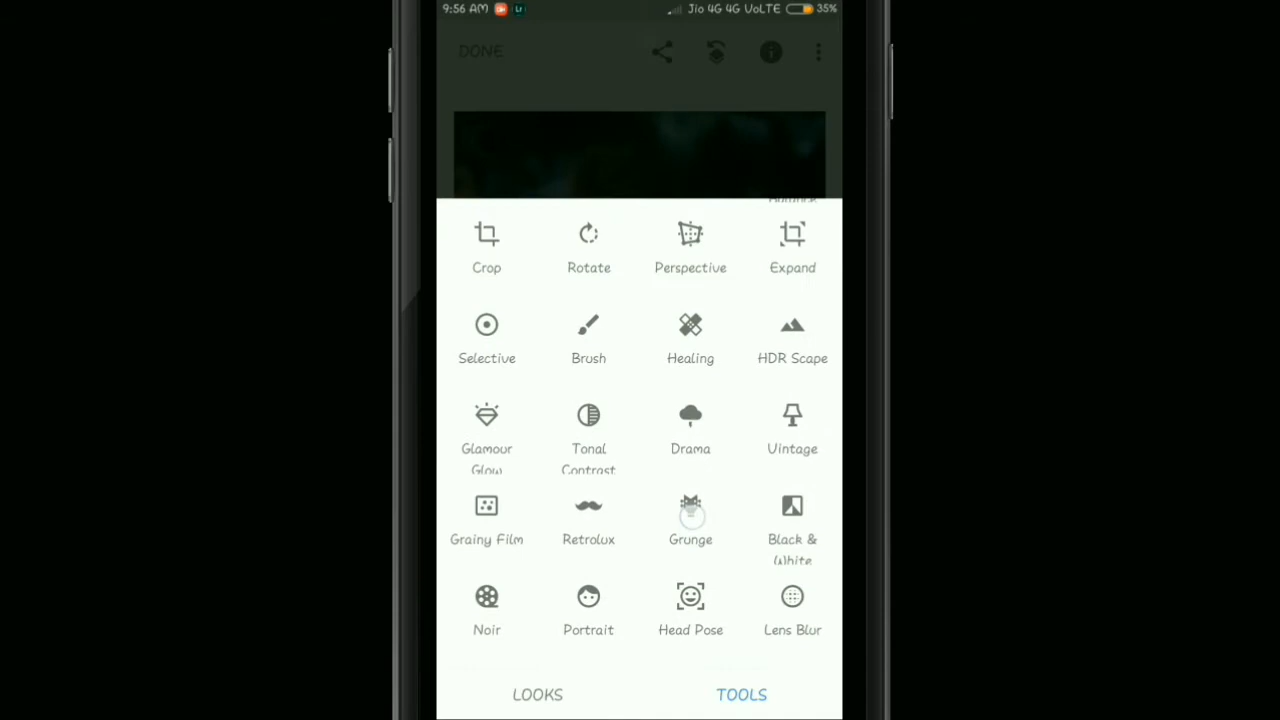 9:56 AM Lr Jio 4G 4G VoLTE 35%
DONE
Balance
Crop Rotate Perspective Expand
Selective Brush Healing HDR Scape
Glamour Tonal Drama Vintage
Glow Contrast
Grainy Film Retrolux Grunge Black &
White
Noir Portrait Head Pose Lens Blur
LOOKS TOOLS